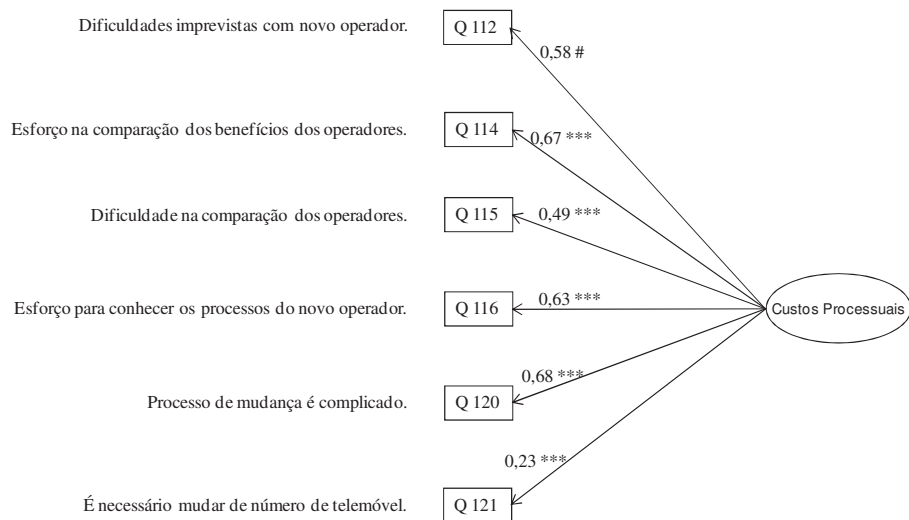 Dificuldades imprevistas com novo operador.
Q 112
0,58 #
Esforço na comparação dos benefícios dos operadores.
Q 114
0,67 ***
Dificuldade na comparação dos operadores.
Q 115
0,49 ***
Esforço para conhecer os processos do novo operador.
Q 116
0,63 ***
Custos Processuais
Processo de mudança é complicado.
Q 120
0,68 ***
É necessário mudar de número de telemóvel.
Q 121
0,23 ***